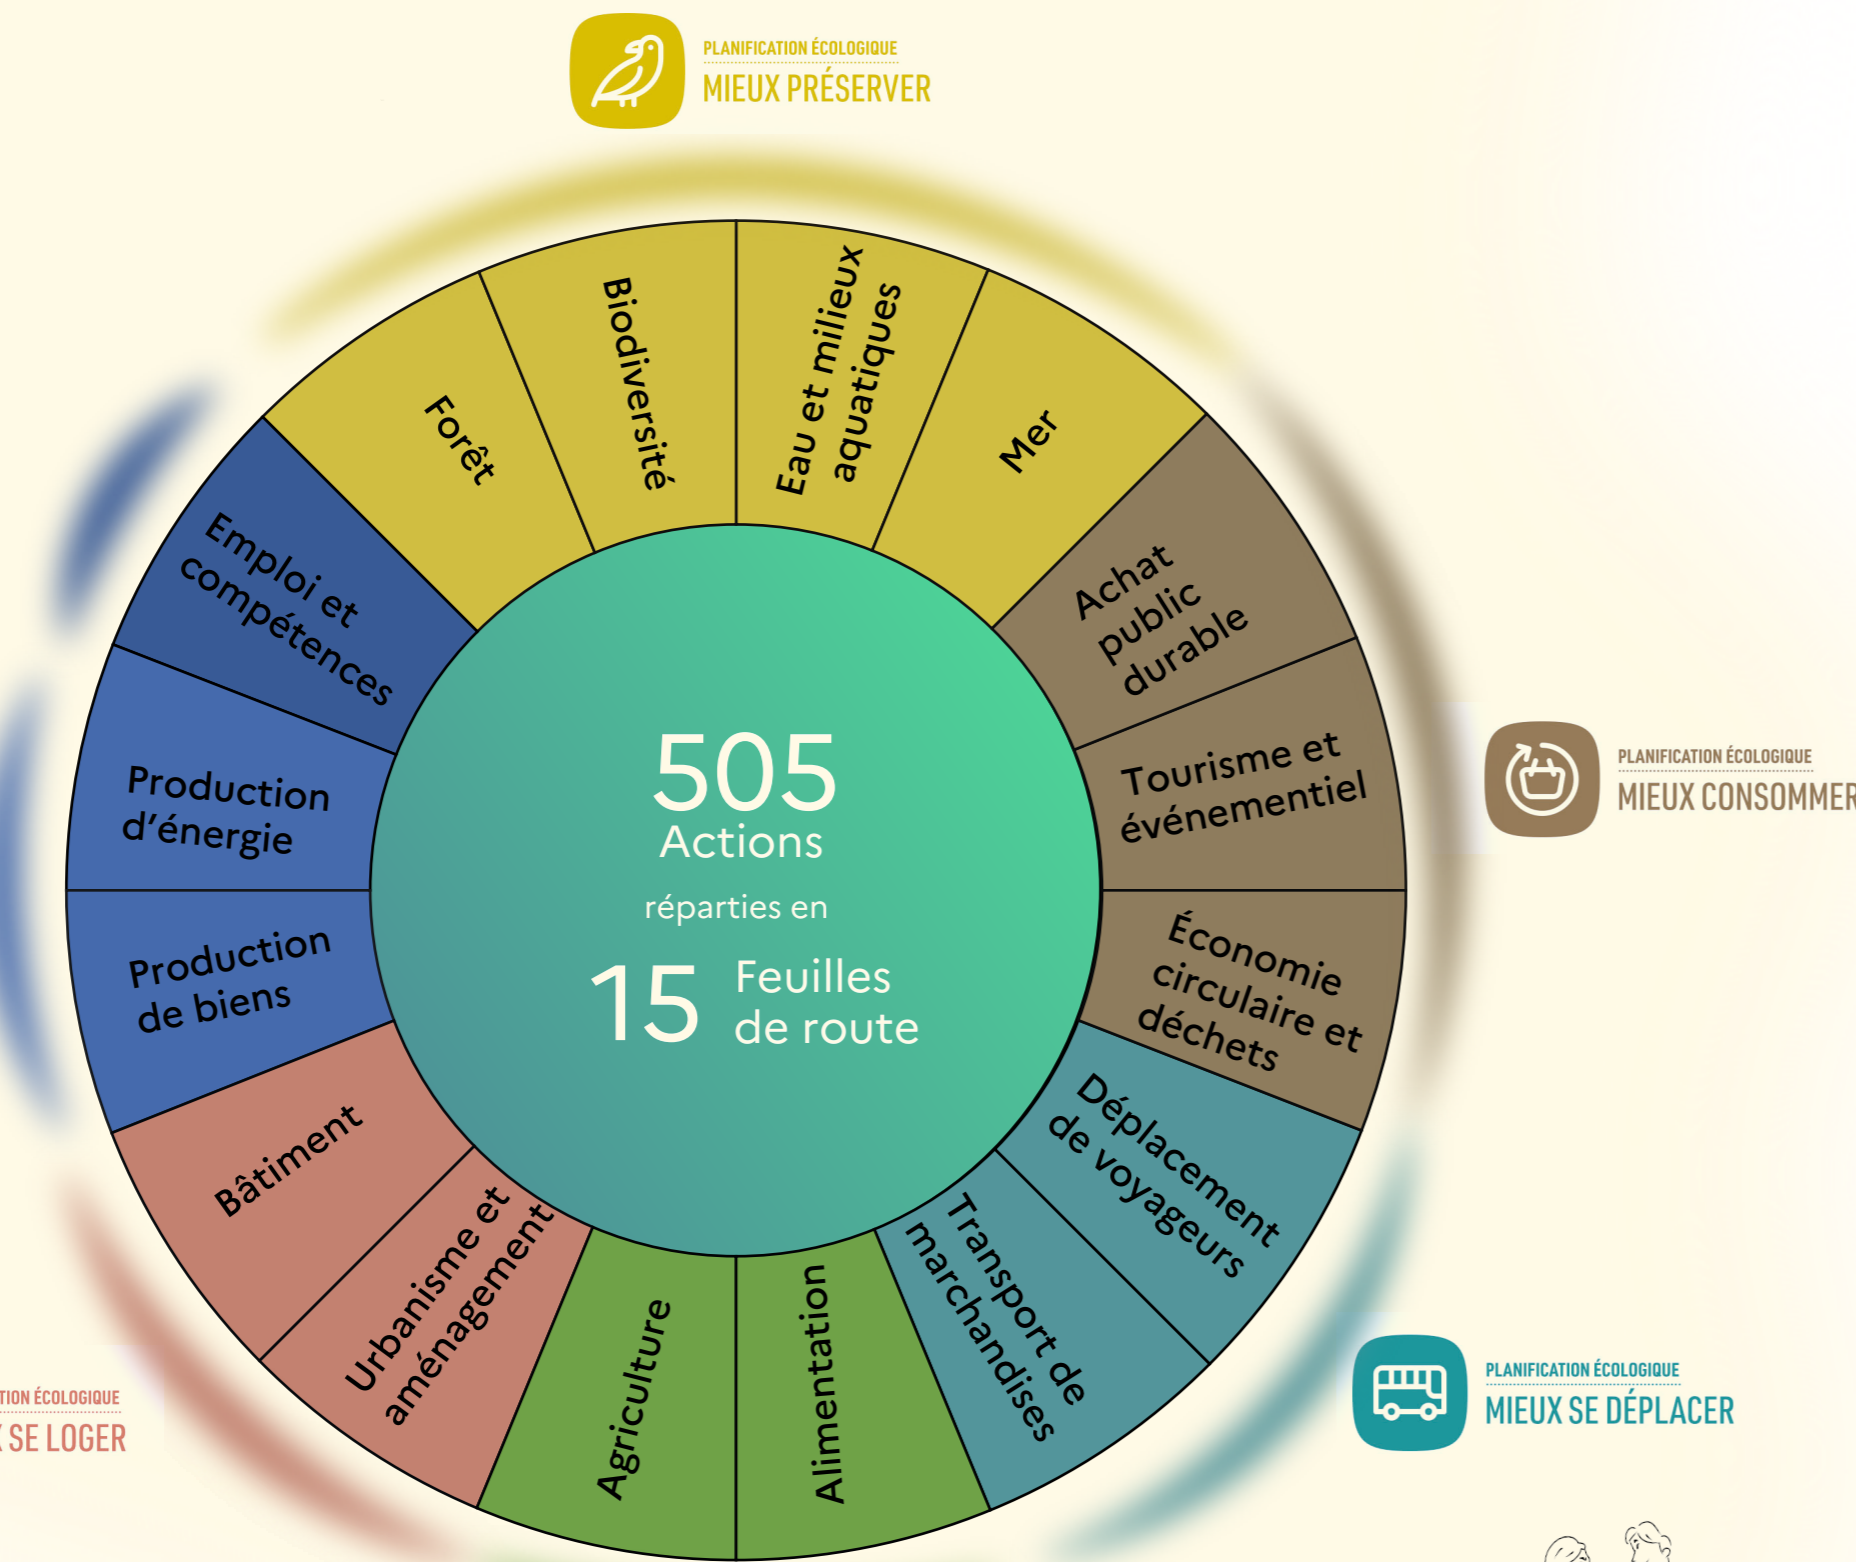 PLANIFICATION ÉCOLOGIQUE
MIEUX PRÉSERVER
Forêt
Biodiversité
Eau et milieux
aquatiques
Mer
Achat
public
durable
Tourisme et
événementiel
Économie
circulaire et
déchets
Déplacement
de voyageurs
Transport de
marchandises
Alimentation
Agriculture
Urbanisme et
aménagement
Bâtiment
Production
de biens
Production
d'énergie
Emploi et
compétences
505
Actions
réparties en
15 Feuilles
de route
PLANIFICATION ÉCOLOGIQUE
MIEUX CONSOMMER
PLANIFICATION ÉCOLOGIQUE
MIEUX SE DÉPLACER
ÉCOLOGIQUE
SE LOGER